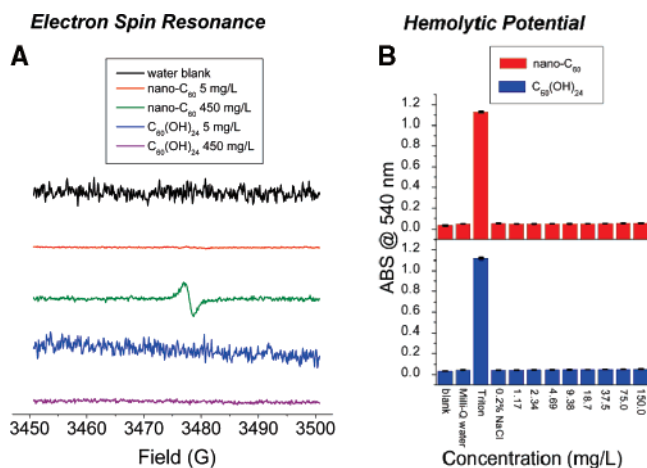 Electron Spin Resonance
Hemolytic Potential
A
water blank
nano-C₆₀ 5 mg/L
nano-C₆₀ 450 mg/L
C₆₀(OH)₂₄ 5 mg/L
C₆₀(OH)₂₄ 450 mg/L
3450 3460 3470 3480 3490 3500
Field (G)
B
nano-C₆₀
C₆₀(OH)₂₄
ABS @ 540 nm
1.2
1.0
0.8
0.6
0.4
0.2
0.0
1.2
1.0
0.8
0.6
0.4
0.2
0.0
blank
Milli-Q water
Triton
0.2% NaCl
1.17
2.34
4.69
9.38
18.7
37.5
75.0
150.0
Concentration (mg/L)